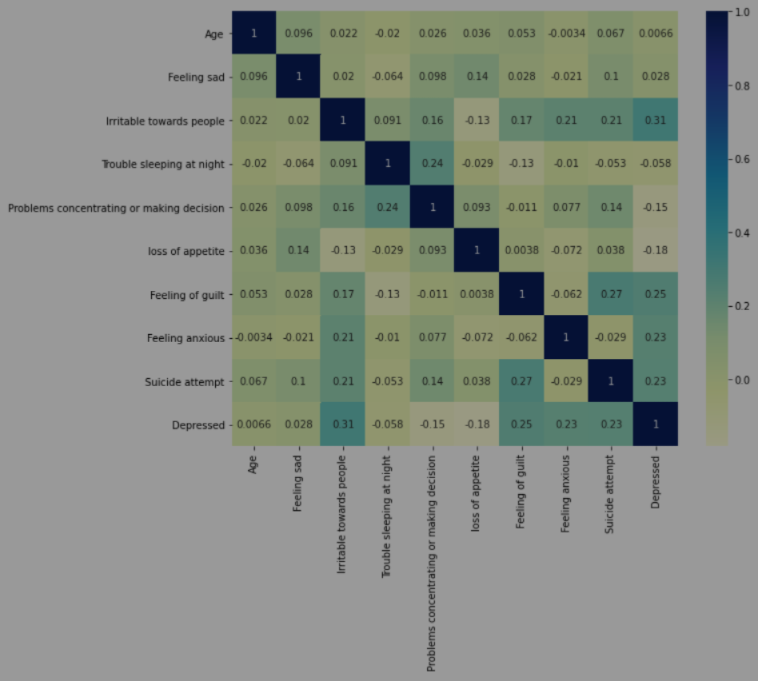 Age 1 0.096 0.022 -0.02 0.026 0.036 0.053 -0.0034 0.067 0.0066
Feeling sad 0.096 1 0.02 -0.064 0.098 0.14 0.028 -0.021 0.1 0.028
Irritable towards people 0.022 0.02 1 0.091 0.16 -0.13 0.17 0.21 0.21 0.31
Trouble sleeping at night -0.02 -0.064 0.091 1 0.24 -0.029 -0.13 -0.01 -0.053 -0.058
Problems concentrating or making decision 0.026 0.098 0.16 0.24 1 0.093 -0.011 0.077 0.14 -0.15
loss of appetite 0.036 0.14 -0.13 -0.029 0.093 1 0.0038 -0.072 0.038 -0.18
Feeling of guilt 0.053 0.028 0.17 -0.13 -0.011 0.0038 1 -0.062 0.27 0.25
Feeling anxious -0.0034 -0.021 0.21 -0.01 0.077 -0.072 -0.062 1 -0.029 0.23
Suicide attempt 0.067 0.1 0.21 -0.053 0.14 0.038 0.27 -0.029 1 0.23
Depressed 0.0066 0.028 0.31 -0.058 -0.15 -0.18 0.25 0.23 0.23 1
Age
Feeling sad
Irritable towards people
Trouble sleeping at night
Problems concentrating or making decision
loss of appetite
Feeling of guilt
Feeling anxious
Suicide attempt
Depressed
1.0
0.8
0.6
0.4
0.2
0.0